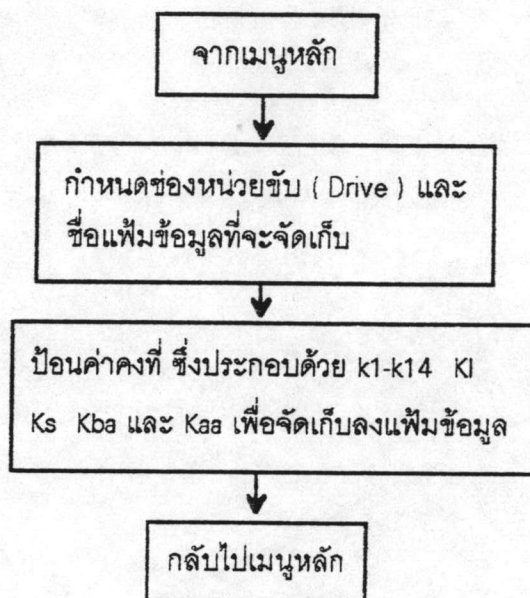 จากเมนูหลัก
กำหนดช่องหน่วยขับ ( Drive ) และ
ชื่อแฟ้มข้อมูลที่จะจัดเก็บ
ป้อนค่าคงที่ ซึ่งประกอบด้วย k1-k14 Kl
Ks Kba และ Kaa เพื่อจัดเก็บลงแฟ้มข้อมูล
กลับไปเมนูหลัก